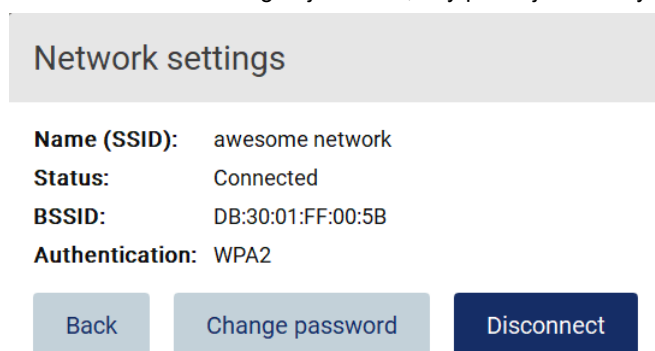 Network settings
Name (SSID): awesome network
Status: Connected
BSSID: DB:30:01:FF:00:5B
Authentication: WPA2
Back Change password Disconnect